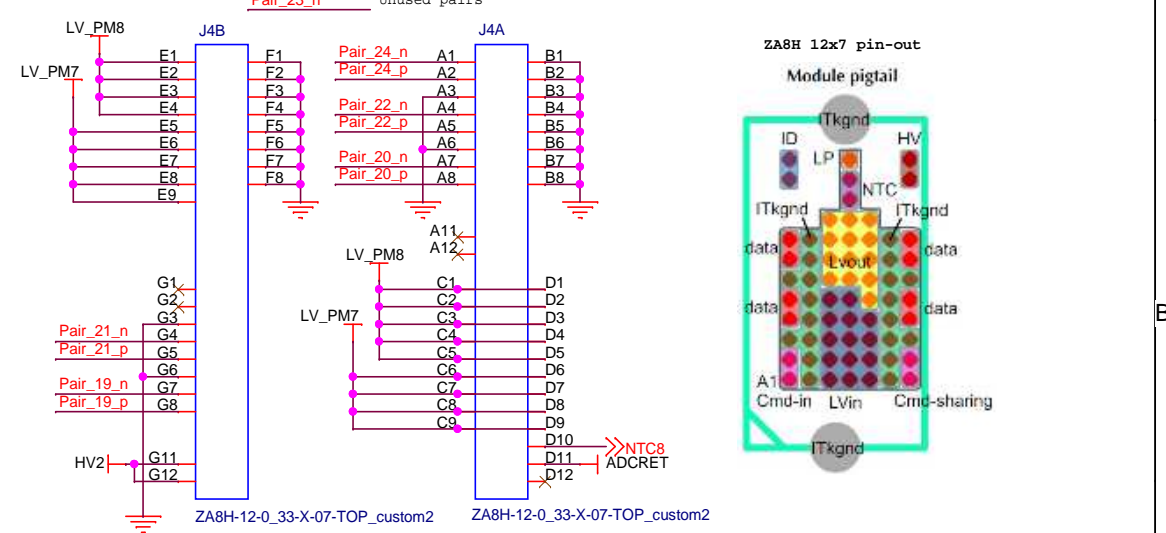 Pair_23_n unused pairs
LV_PM8
J4B
LV_PM7
E1
E2
E3
E4
E5
E6
E7
E8
E9
F1
F2
F3
F4
F5
F6
F7
F8
G1
G2
G3
Pair_21_n G4
Pair_21_p G5
G6
Pair_19_n G7
Pair_19_p G8
HV2
G11
G12
ZA8H-12-0_33-X-07-TOP_custom2
J4A
Pair_24_n A1
Pair_24_p A2
A3
Pair_22_n A4
Pair_22_p A5
A6
Pair_20_n A7
Pair_20_p A8
A11
A12
B1
B2
B3
B4
B5
B6
B7
B8
LV_PM8
LV_PM7
C1
C2
C3
C4
C5
C6
C7
C8
C9
D1
D2
D3
D4
D5
D6
D7
D8
D9
D10 NTC8
D11 ADCRET
D12
ZA8H-12-0_33-X-07-TOP_custom2
ZA8H 12x7 pin-out
Module pigtail
ITkgnd
ID LP HV
NTC
ITkgnd ITkgnd
data data
Lvout
data data
A1
Cmd-in LVin Cmd-sharing
ITkgnd